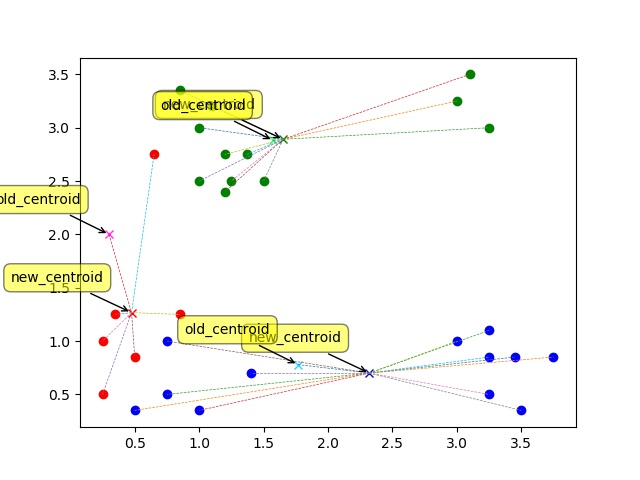 3.5
new_centroid
old_centroid
3.0
2.5
old_centroid
2.0
new_centroid
1.5
old_centroid
new_centroid
1.0
0.5
0.5 1.0 1.5 2.0 2.5 3.0 3.5